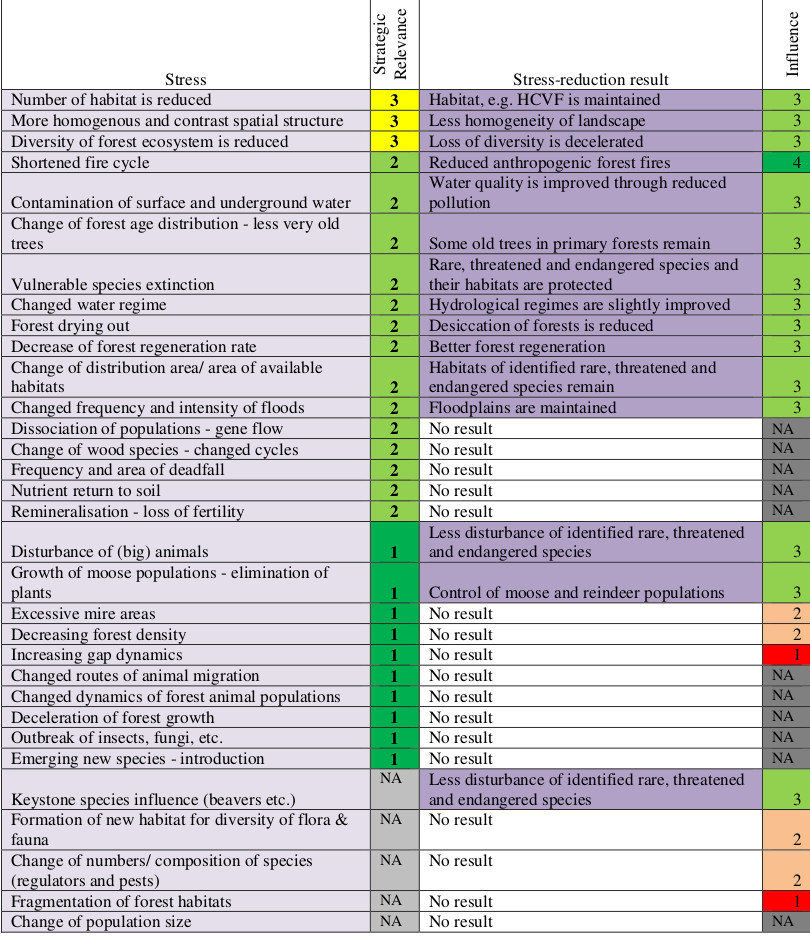 Stress Strategic Relevance Stress-reduction result Influence
Number of habitat is reduced 3 Habitat, e.g. HCVF is maintained 3
More homogenous and contrast spatial structure 3 Less homogeneity of landscape 3
Diversity of forest ecosystem is reduced 3 Loss of diversity is decelerated 3
Shortened fire cycle 2 Reduced anthropogenic forest fires 4
Water quality is improved through reduced
Contamination of surface and underground water 2 pollution 3
Change of forest age distribution - less very old
trees 2 Some old trees in primary forests remain 3
Rare, threatened and endangered species and
Vulnerable species extinction 2 their habitats are protected 3
Changed water regime 2 Hydrological regimes are slightly improved 3
Forest drying out 2 Desiccation of forests is reduced 3
Decrease of forest regeneration rate 2 Better forest regeneration 3
Change of distribution area/ area of available Habitats of identified rare, threatened and
habitats 2 endangered species remain 3
Changed frequency and intensity of floods 2 Floodplains are maintained 3
Dissociation of populations - gene flow 2 No result NA
Change of wood species - changed cycles 2 No result NA
Frequency and area of deadfall 2 No result NA
Nutrient return to soil 2 No result NA
Remineralisation - loss of fertility 2 No result NA
Less disturbance of identified rare, threatened
Disturbance of (big) animals 1 and endangered species 3
Growth of moose populations - elimination of
plants 1 Control of moose and reindeer populations 3
Excessive mire areas 1 No result 2
Decreasing forest density 1 No result 2
Increasing gap dynamics 1 No result 1
Changed routes of animal migration 1 No result NA
Changed dynamics of forest animal populations 1 No result NA
Deceleration of forest growth 1 No result NA
Outbreak of insects, fungi, etc. 1 No result NA
Emerging new species - introduction 1 No result NA
NA Less disturbance of identified rare, threatened
Keystone species influence (beavers etc.) and endangered species 3
Formation of new habitat for diversity of flora & NA No result
fauna 2
Change of numbers/ composition of species NA No result
(regulators and pests) 2
Fragmentation of forest habitats NA No result 1
Change of population size NA No result NA